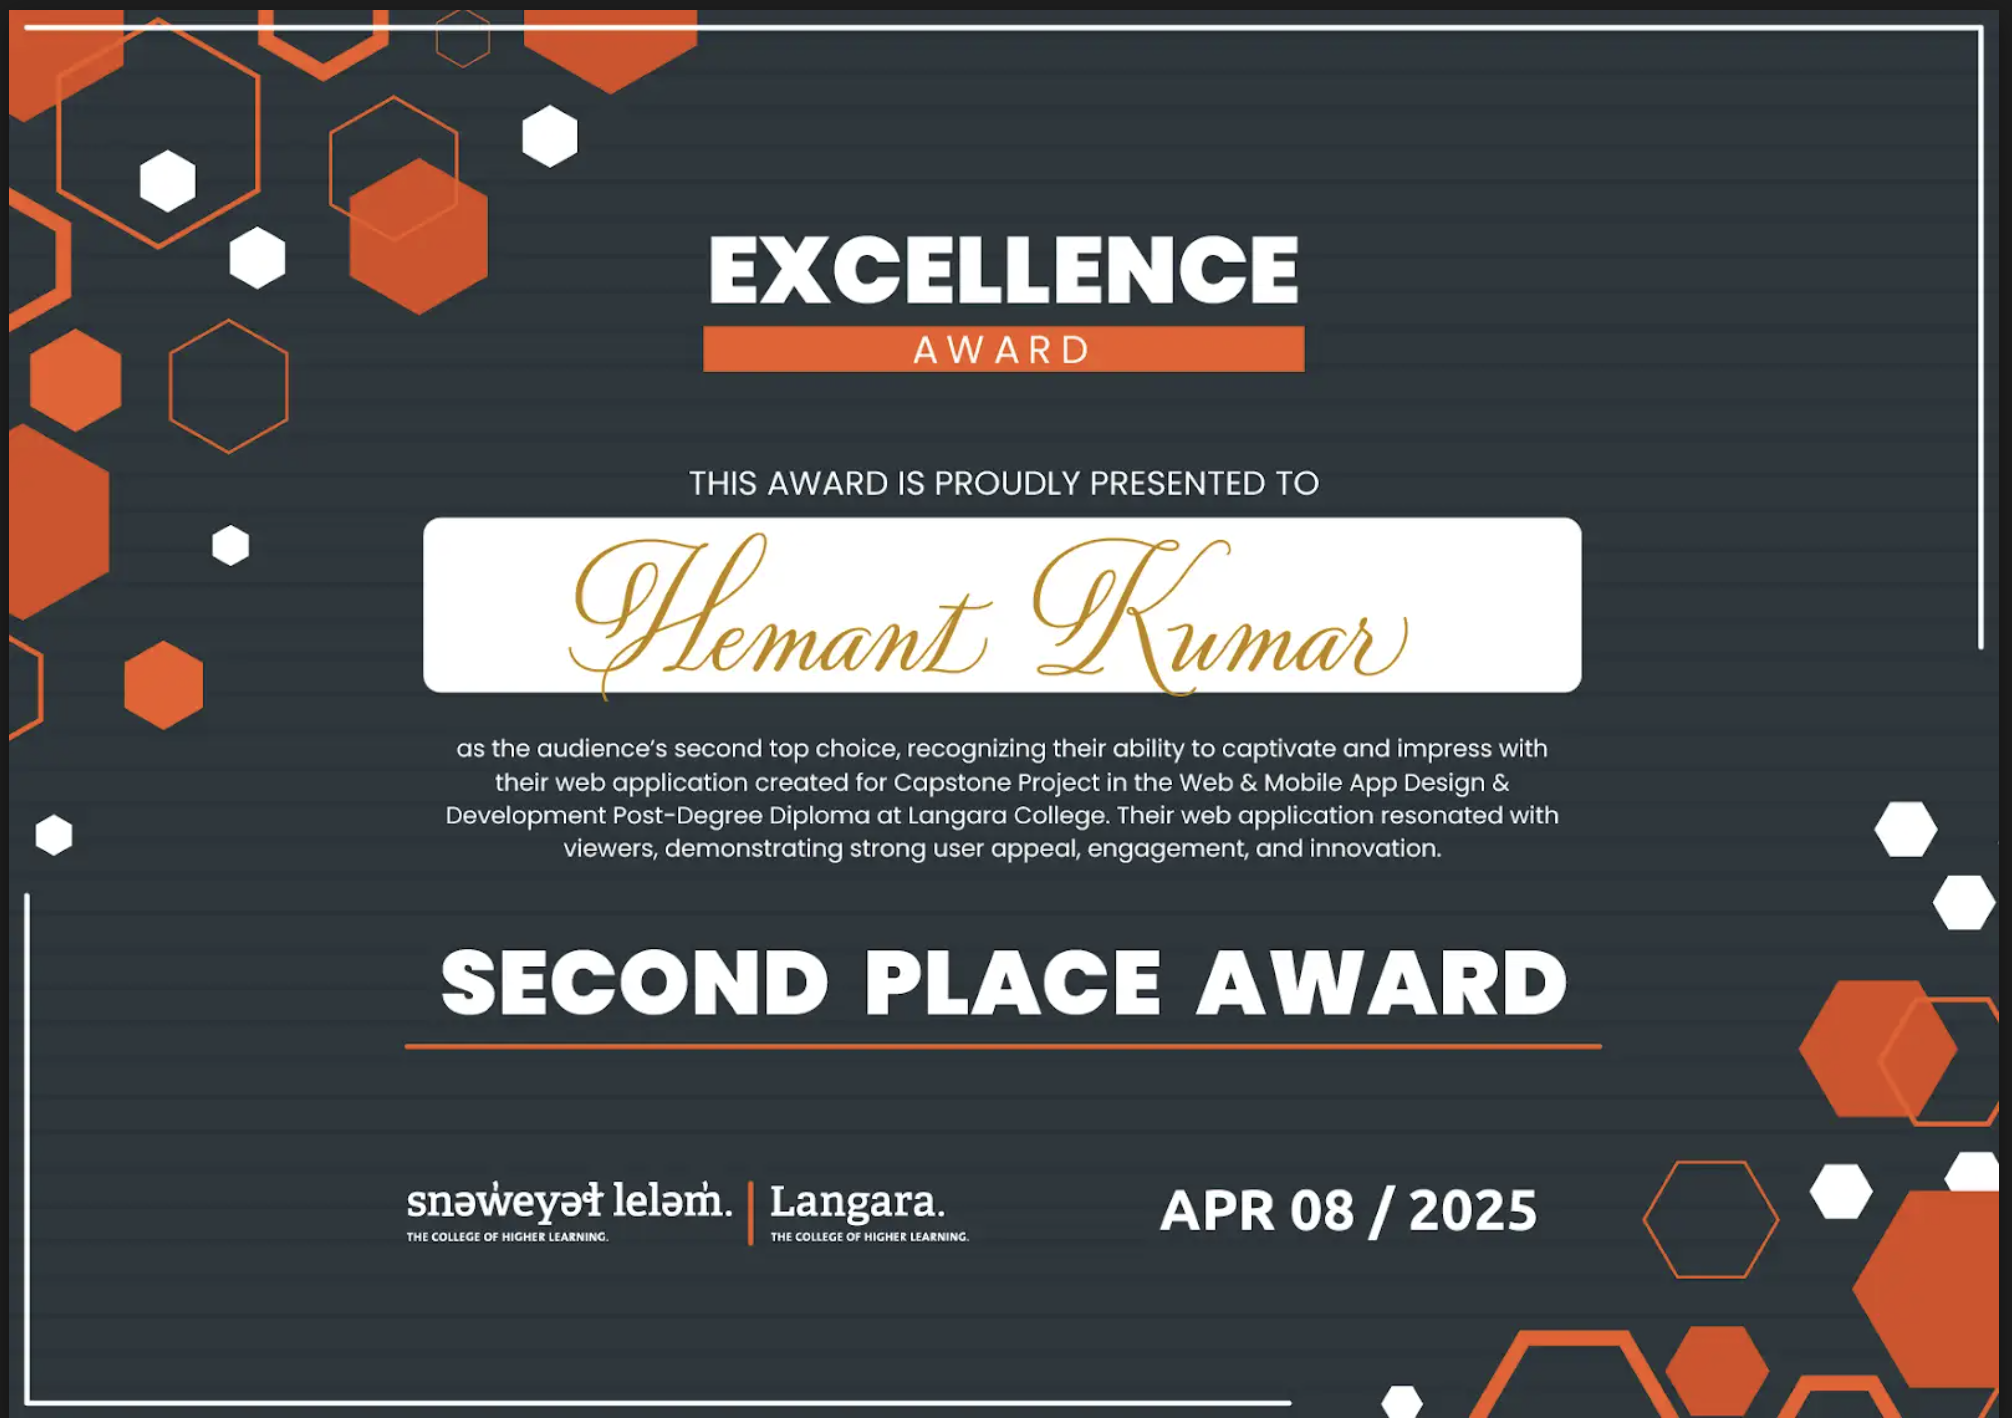 EXCELLENCE
AWARD
THIS AWARD IS PROUDLY PRESENTED TO
Hemant Kumar
as the audience’s second top choice, recognizing their ability to captivate and impress with
their web application created for Capstone Project in the Web & Mobile App Design &
Development Post-Degree Diploma at Langara College. Their web application resonated with
viewers, demonstrating strong user appeal, engagement, and innovation.
SECOND PLACE AWARD
snəw̓eyəɬ leləm̓.
THE COLLEGE OF HIGHER LEARNING.
Langara.
THE COLLEGE OF HIGHER LEARNING.
APR 08 / 2025